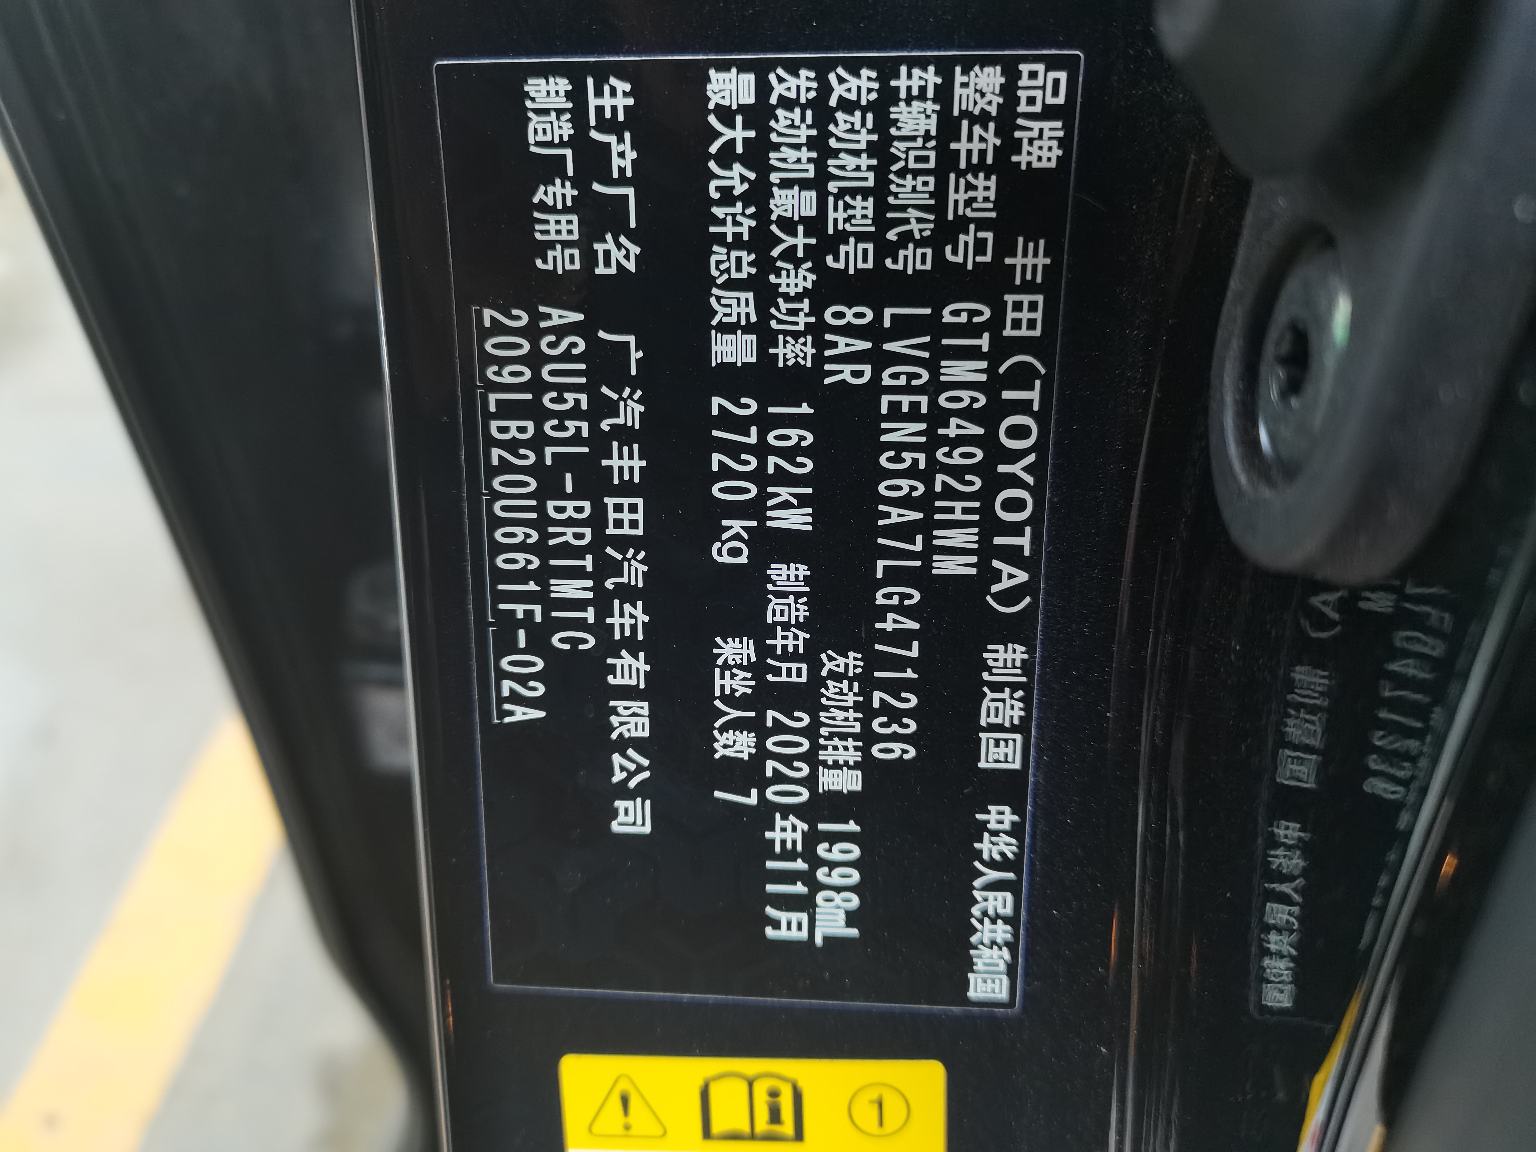 品牌 丰田(TOYOTA) 制造国 中华人民共和国
整车型号 GTM6492HWM
车辆识别代号 LVGEN56A7LG471236
发动机型号 8AR 发动机排量 1998mL
发动机最大净功率 162kW 制造年月 2020年11月
最大允许总质量 2720kg 乘坐人数 7
生产厂名 广汽丰田汽车有限公司
制造厂专用号 ASU55L-BRTMTC
209LB20U661F-02A
1